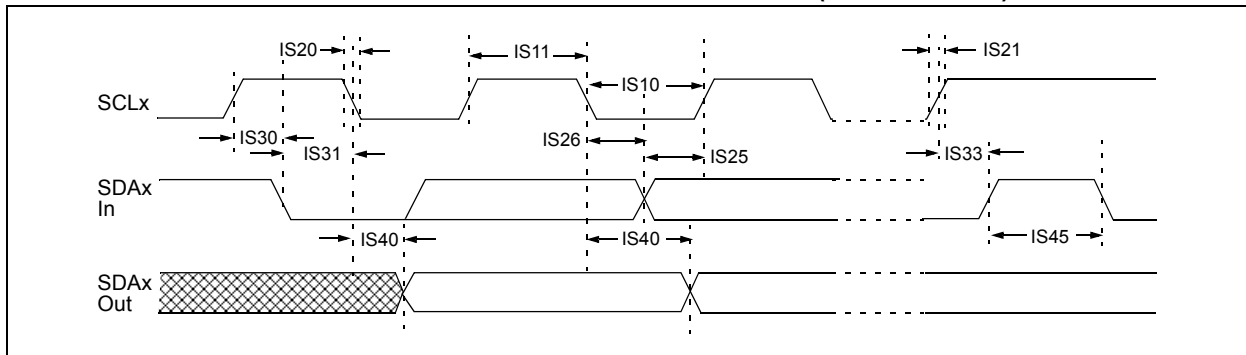 IS20
IS11
IS21
IS10
SCLx
IS30
IS26
IS31
IS25
IS33
SDAx
In
IS40
IS40
IS45
SDAx
Out